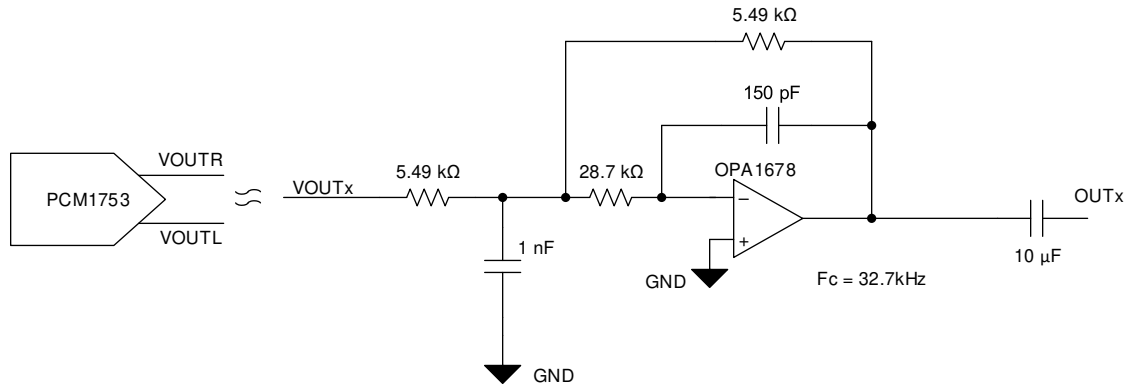 5.49 kΩ
150 pF
OPA1678
VOUTR
PCM1753
VOUTL
VOUTx
5.49 kΩ
28.7 kΩ
−
+
OUTx
1 nF
GND
Fc = 32.7kHz
10 µF
GND